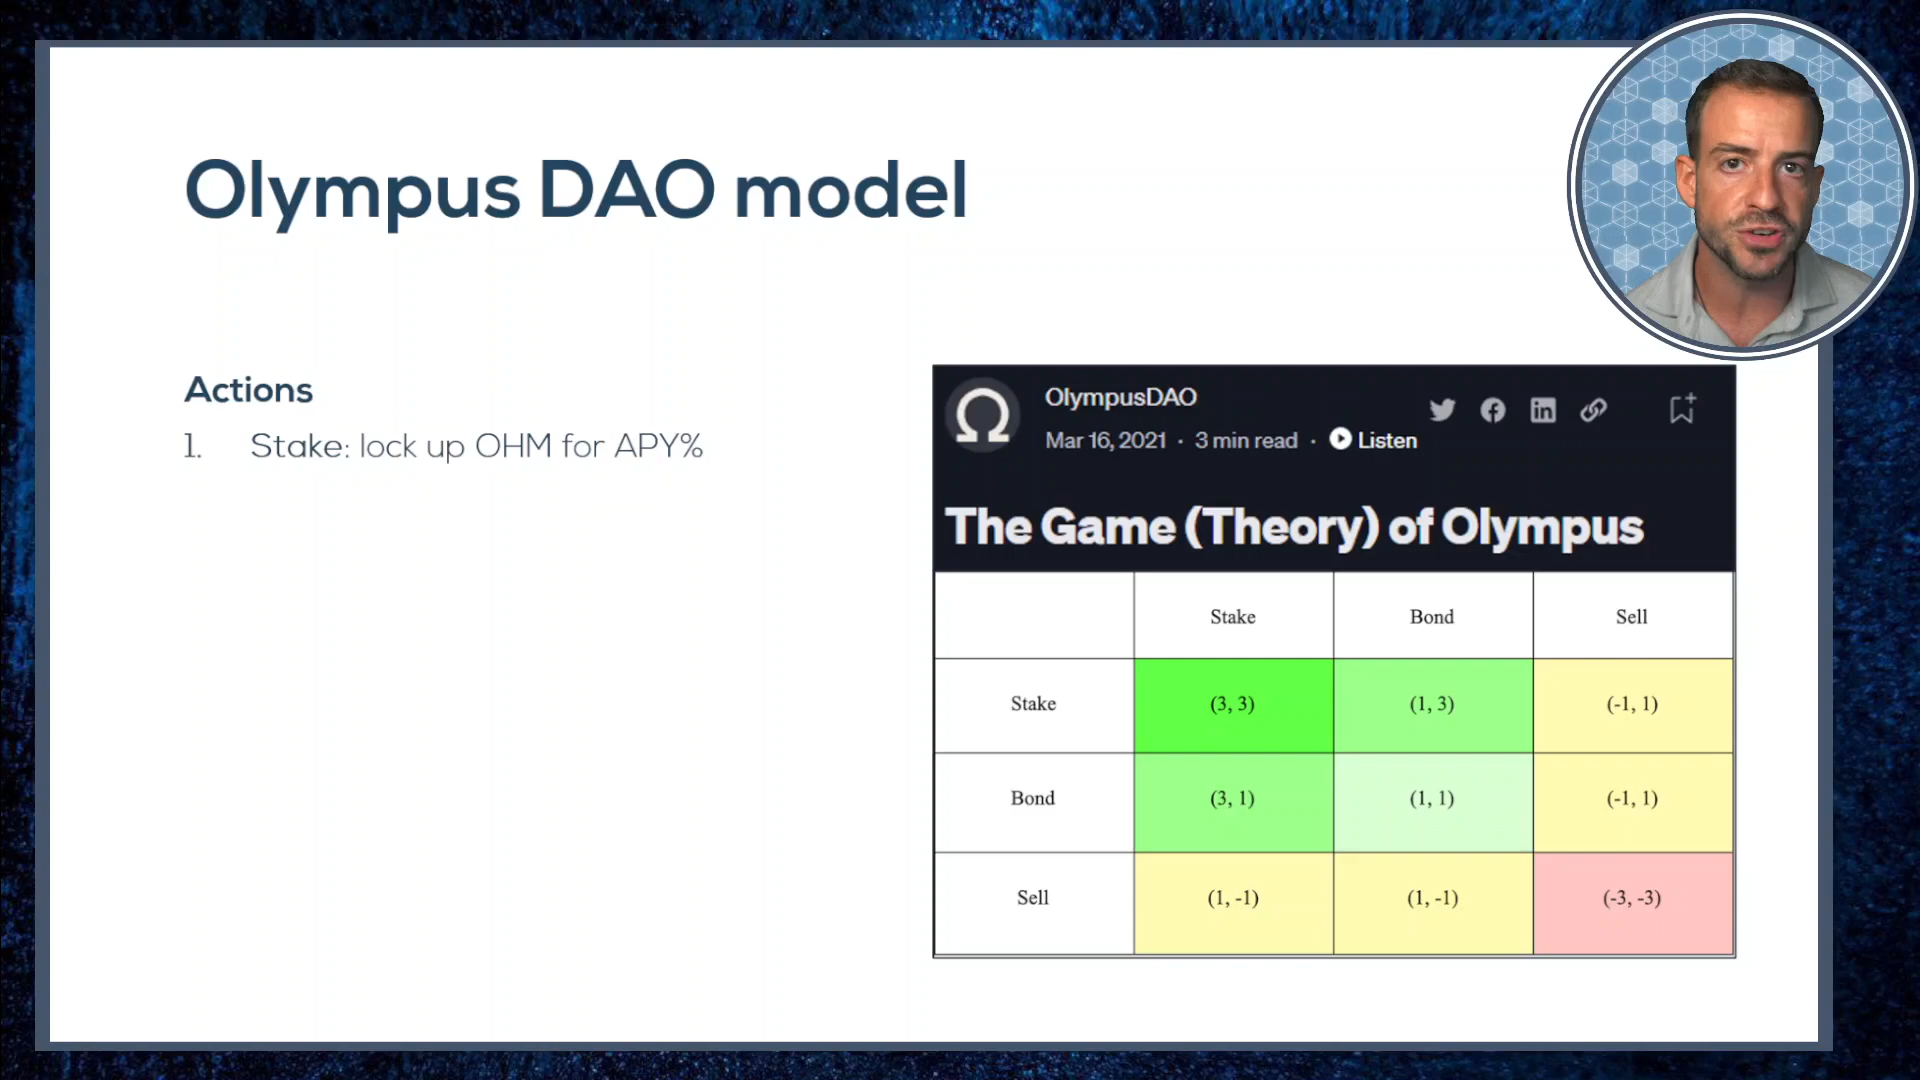 Olympus DAO model
Actions
1. Stake: lock up OHM for APY%
OlympusDAO
Mar 16, 2021 · 3 min read · Listen
The Game (Theory) of Olympus
Stake Bond Sell
Stake (3, 3) (1, 3) (-1, 1)
Bond (3, 1) (1, 1) (-1, 1)
Sell (1, -1) (1, -1) (-3, -3)